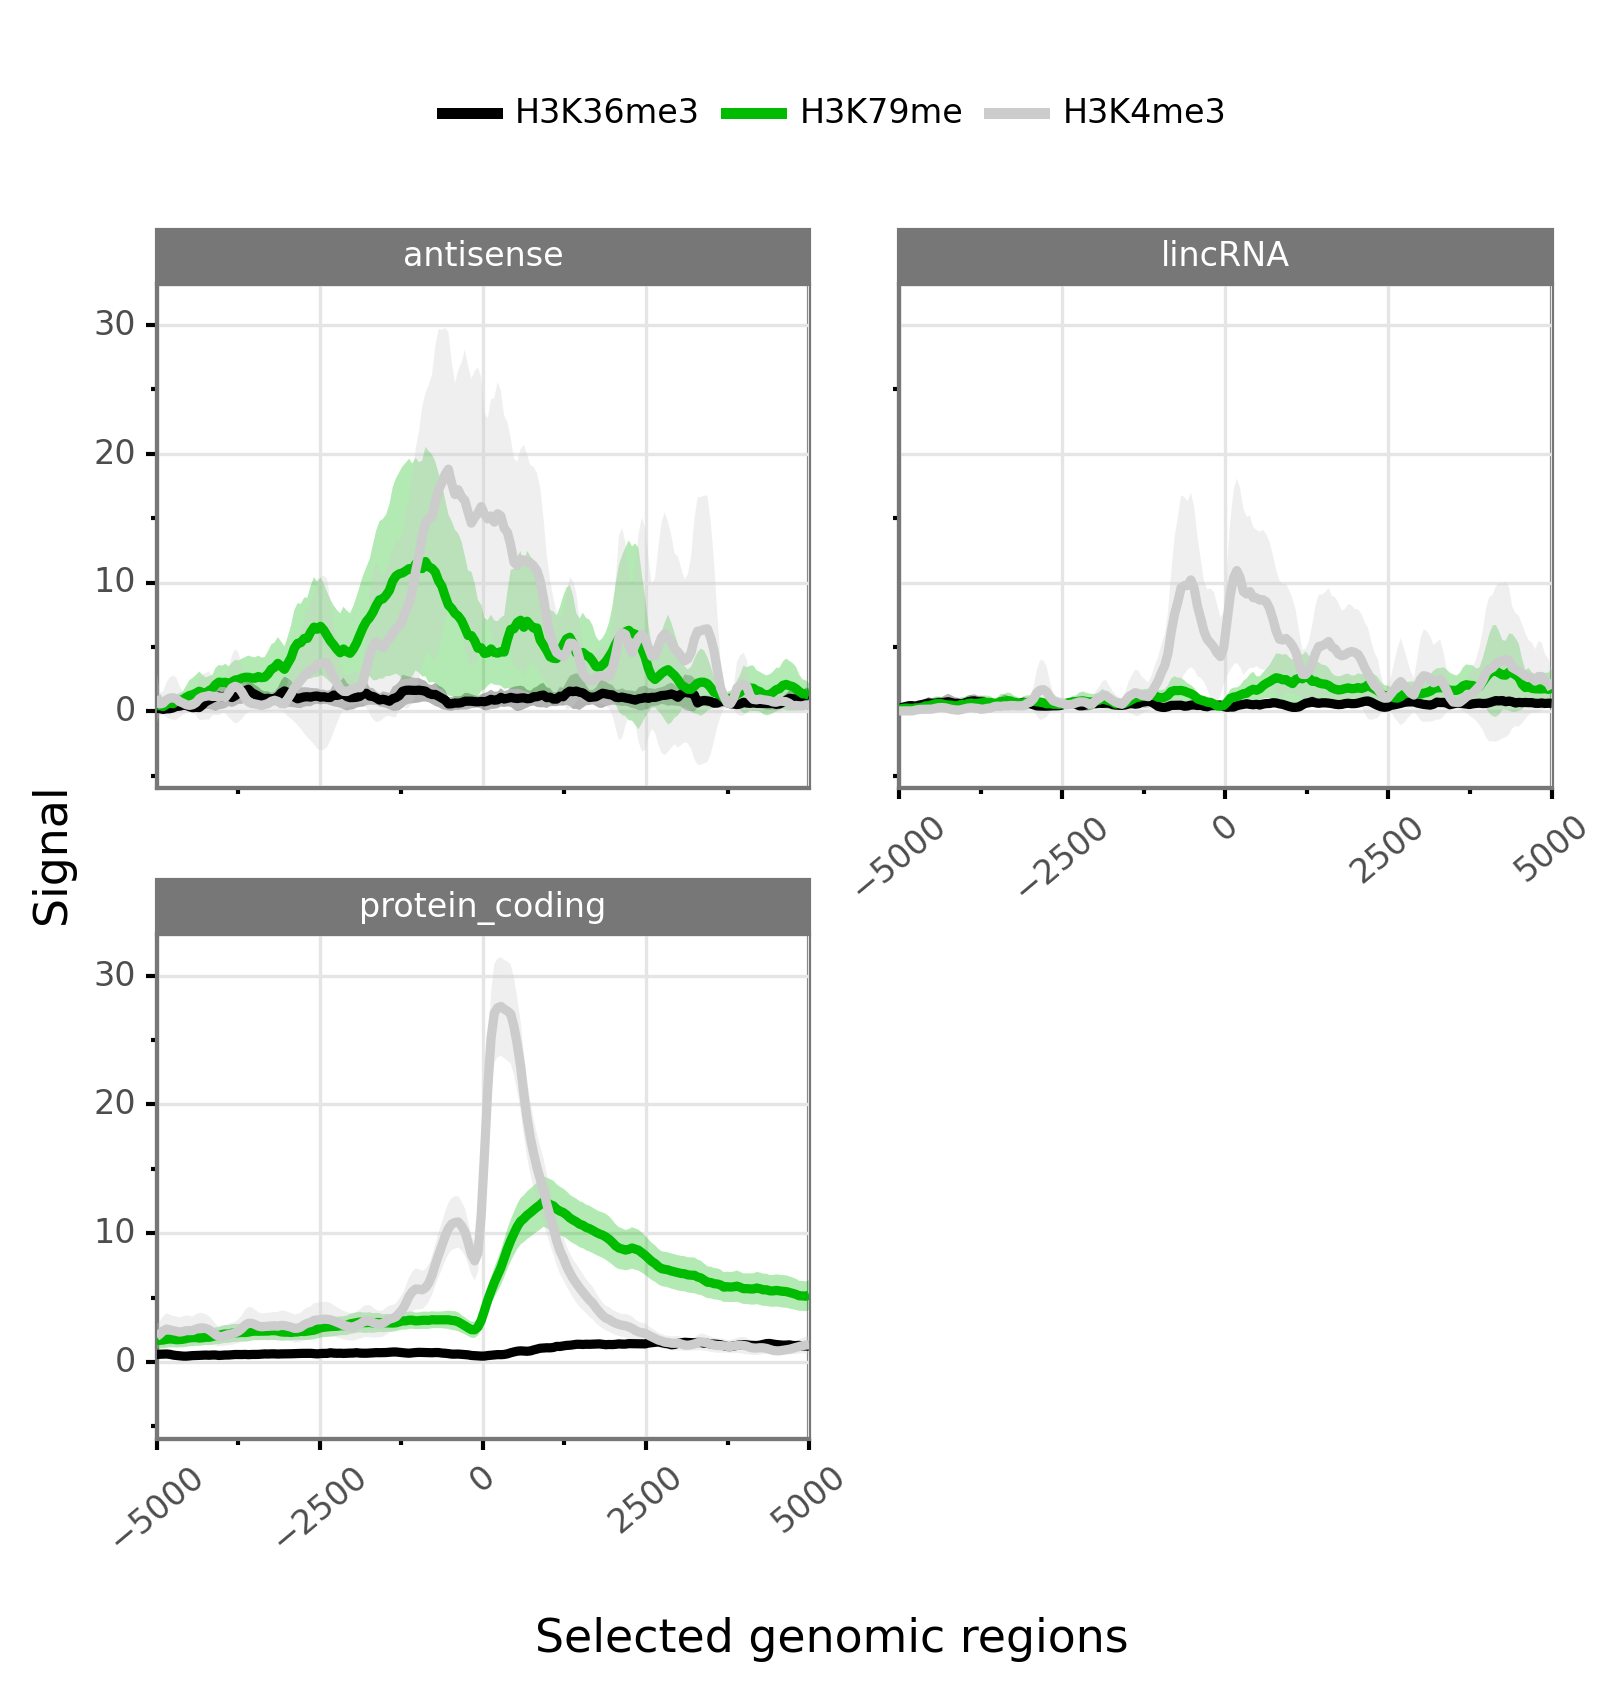 H3K36me3 H3K79me H3K4me3
antisense
lincRNA
30
20
10
0
−5000 −2500 0 2500 5000
Signal
protein_coding
30
20
10
0
−5000 −2500 0 2500 5000
Selected genomic regions